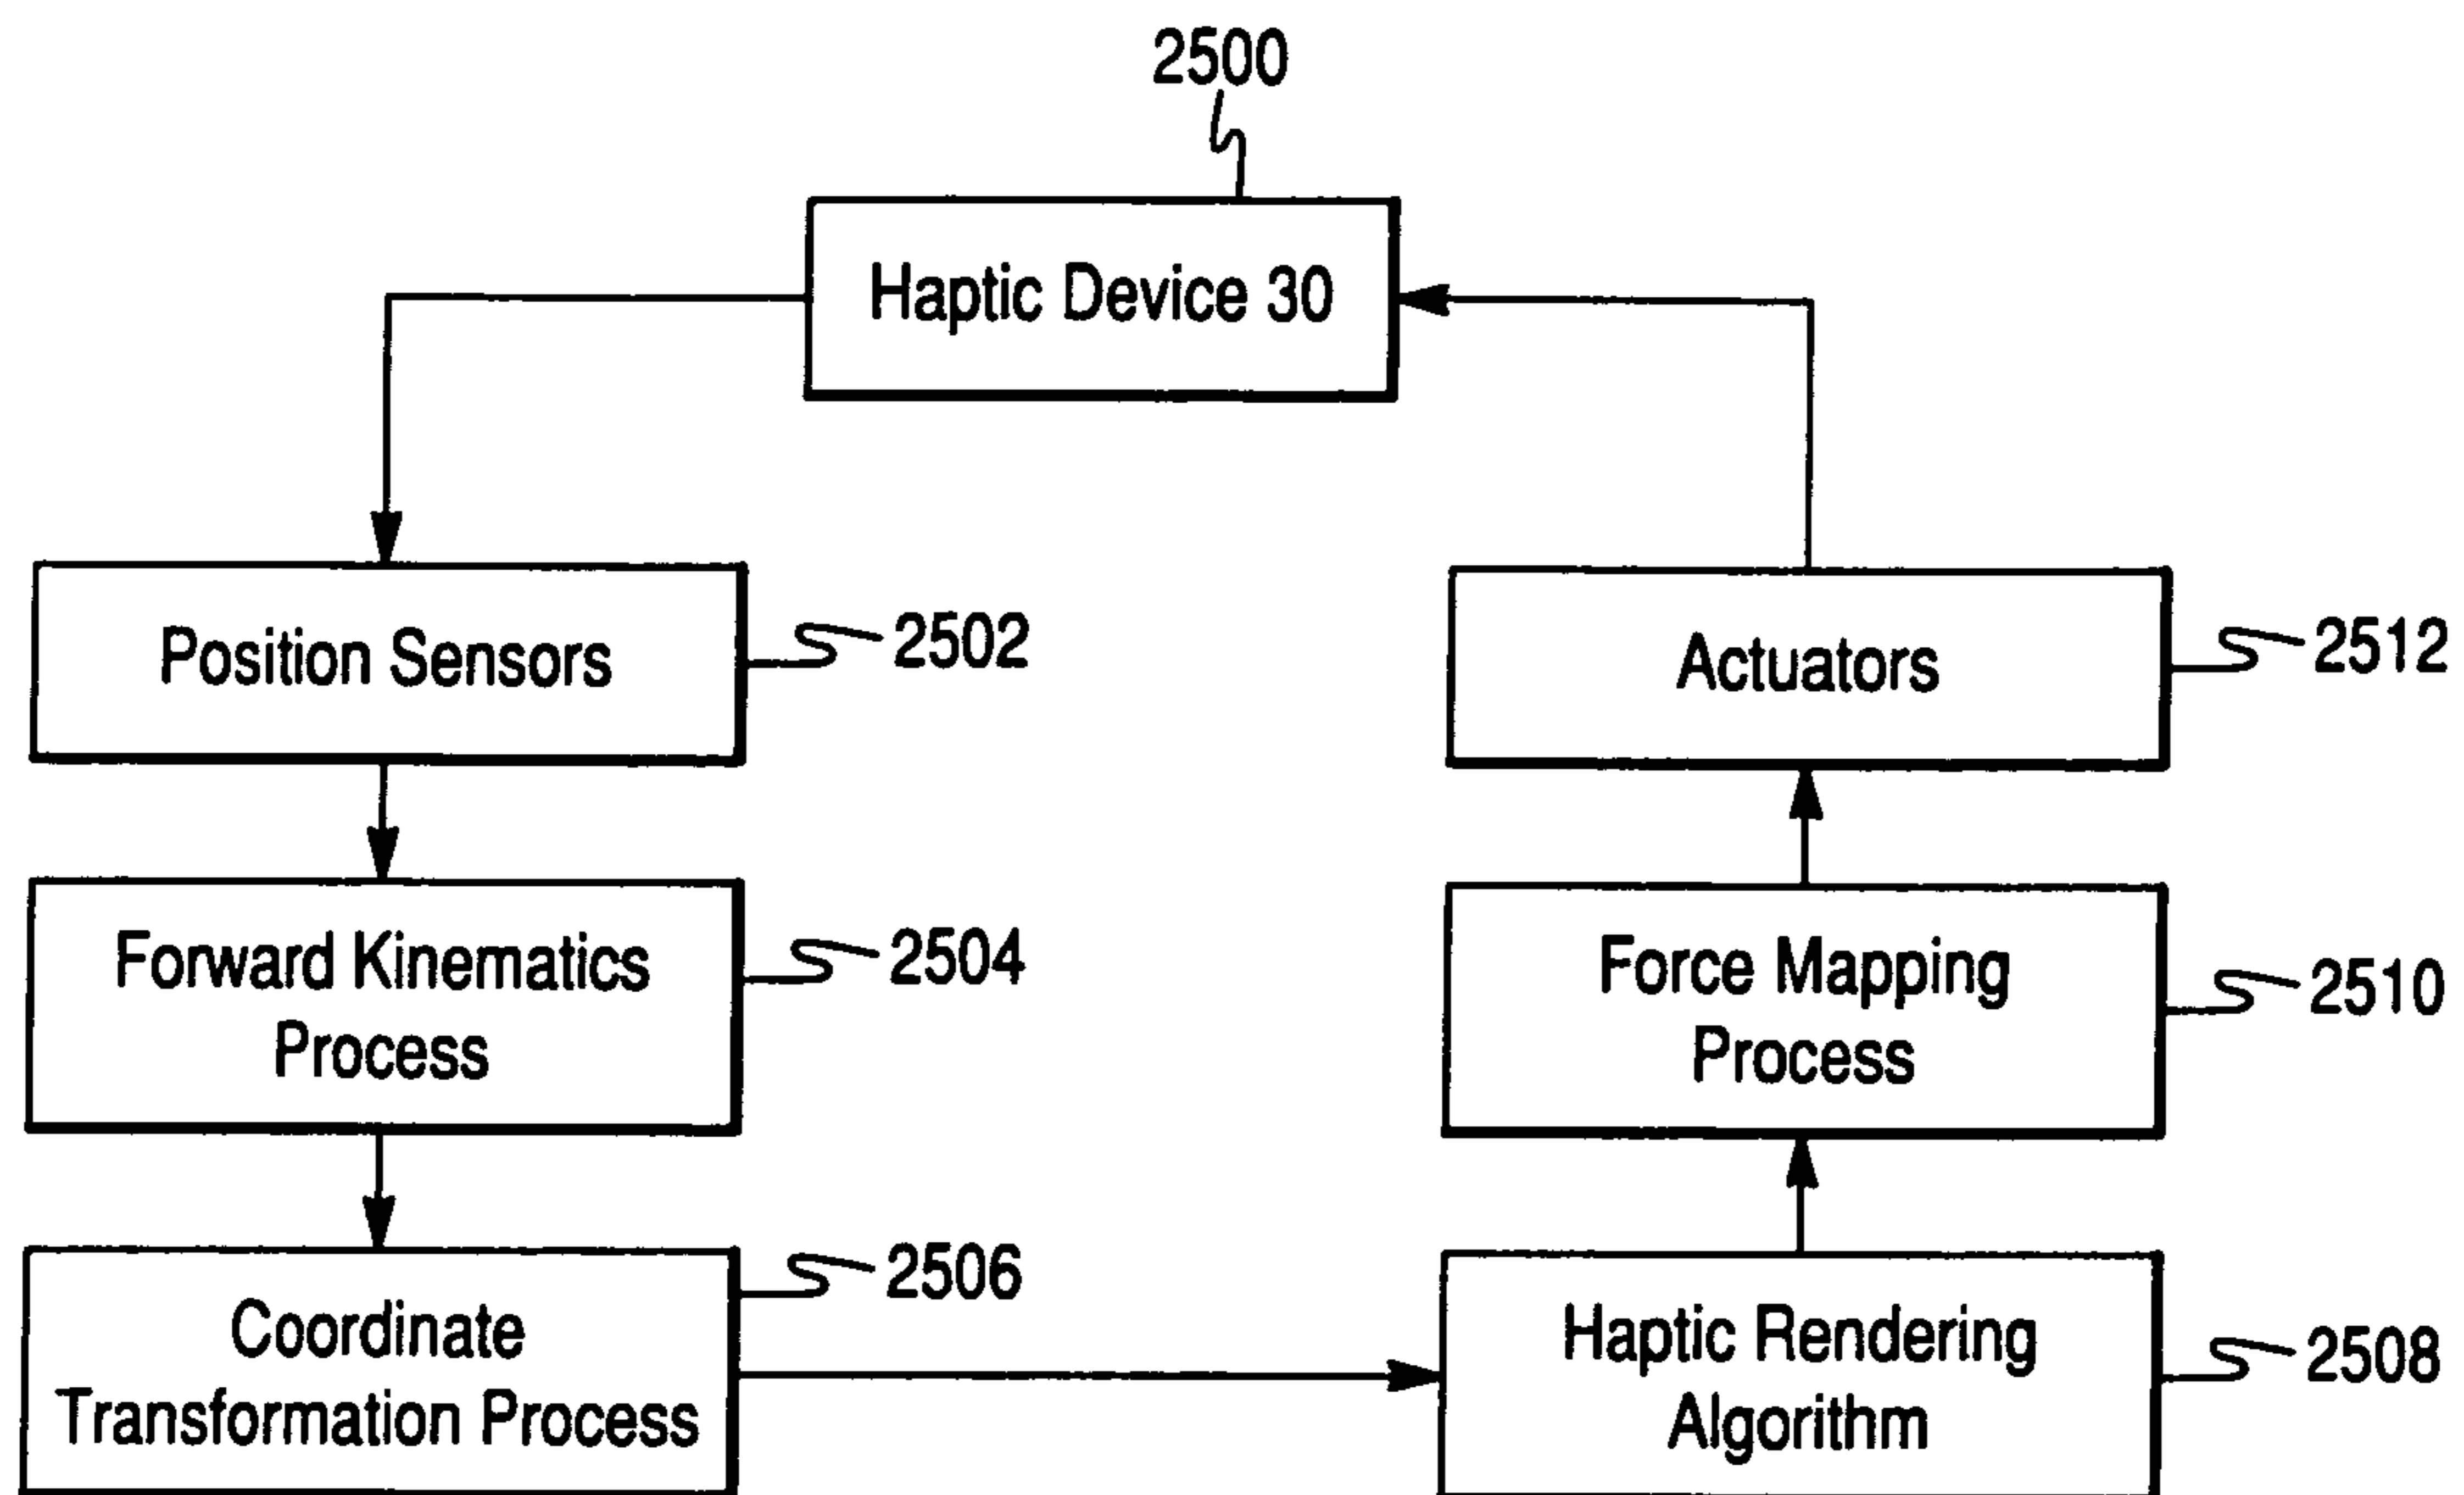 2500
Haptic Device 30
Position Sensors
2502
Actuators
2512
Forward Kinematics
Process
2504
Force Mapping
Process
2510
Coordinate
Transformation Process
2506
Haptic Rendering
Algorithm
2508